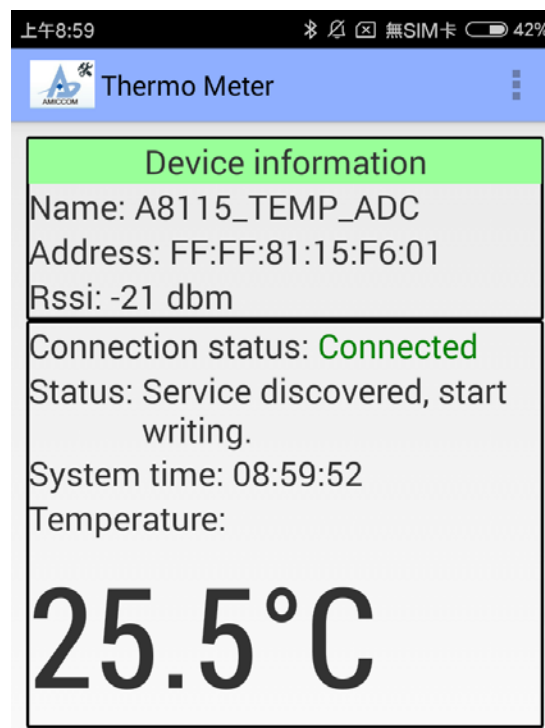 上午8:59 無SIM卡 42%
AMICCOM Thermo Meter
Device information
Name: A8115_TEMP_ADC
Address: FF:FF:81:15:F6:01
Rssi: -21 dbm
Connection status: Connected
Status: Service discovered, start
writing.
System time: 08:59:52
Temperature:
25.5°C